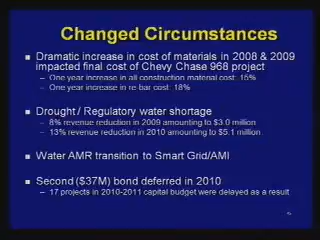 Changed Circumstances
Dramatic increase in cost of materials in 2008 & 2009
impacted final cost of Chevy Chase 968 project
– One year increase in all construction material cost: 15%
– One year increase in re-bar cost: 18%
Drought / Regulatory water shortage
– 8% revenue reduction in 2009 amounting to $3.0 million
– 13% revenue reduction in 2010 amounting to $5.1 million
Water AMR transition to Smart Grid/AMI
Second ($37M) bond deferred in 2010
– 17 projects in 2010-2011 capital budget were delayed as a result